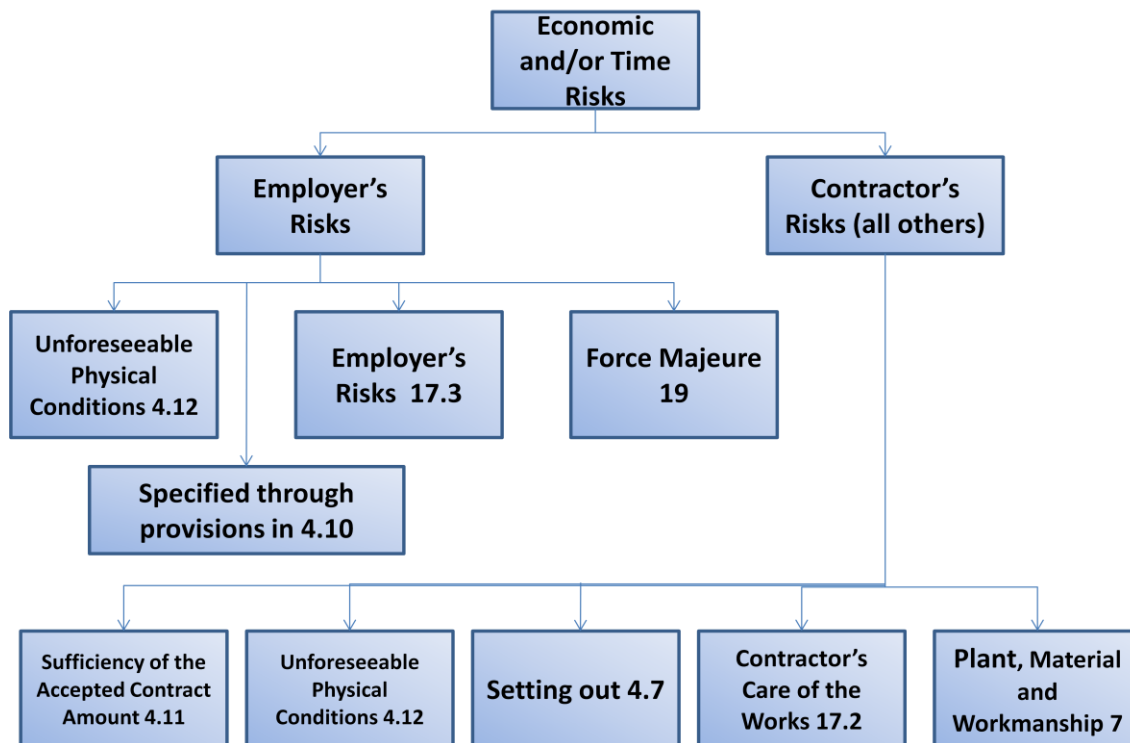 Economic
and/or Time
Risks
Employer’s
Risks
Contractor’s
Risks (all others)
Unforeseeable
Physical
Conditions 4.12
Employer’s
Risks 17.3
Force Majeure
19
Specified through
provisions in 4.10
Sufficiency of the
Accepted Contract
Amount 4.11
Unforeseeable
Physical
Conditions 4.12
Setting out 4.7
Contractor’s
Care of the
Works 17.2
Plant, Material
and
Workmanship 7